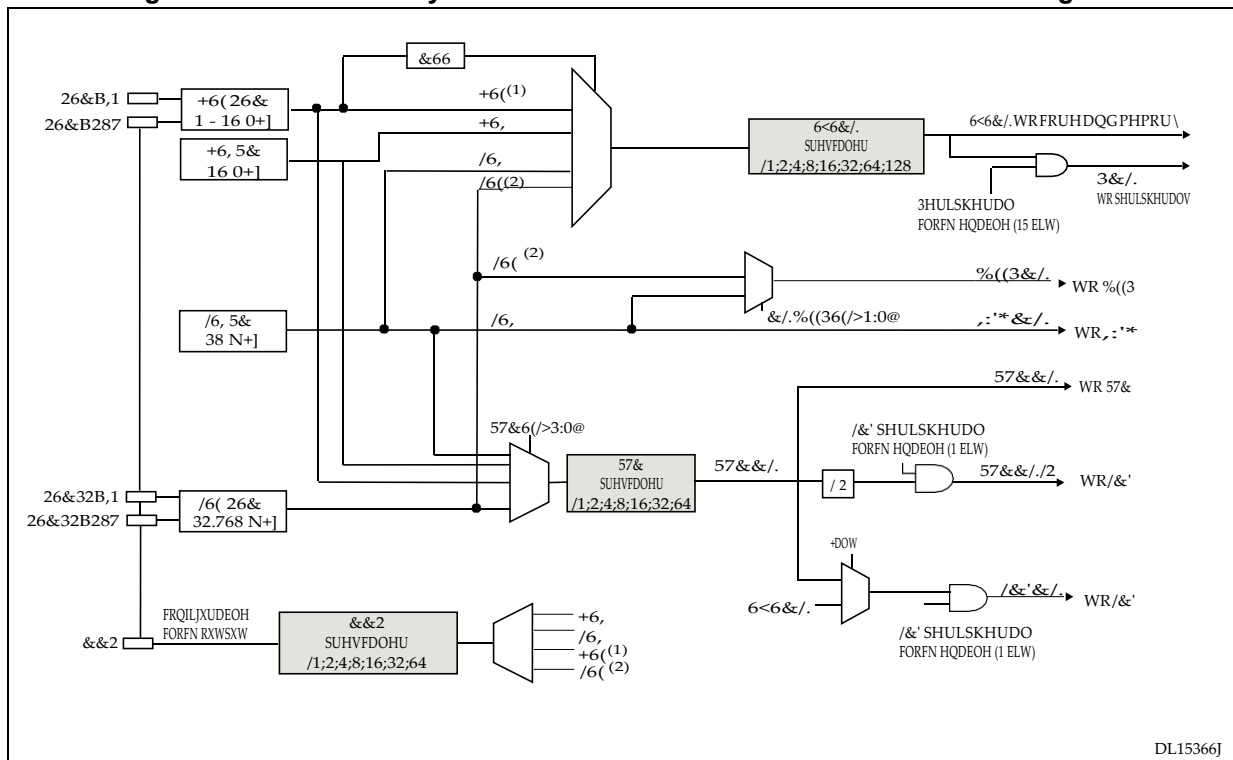 26&B,1
26&B287
+6( 26&
1 - 16 0+]
+6, 5&
16 0+]
&66
+6((1)
+6,
/6,
/6((2)
6<6&/.
SUHVFDOHU
/1;2;4;8;16;32;64;128
6<6&/.WRFRUHDQGPHPRU\
3&/.
WR SHULSKHUDOV
3HULSKHUDO
FORFN HQDEOH (15 ELW)
/6( (2)
%((3&/.
WR %((3
&/.%((36(/>1:0@
/6, 5&
38 N+]
/6,
,:'*&/.
WR,:'*
57&&/.
WR 57&
57&6(/>3:0@
57&
SUHVFDOHU
/1;2;4;8;16;32;64
57&&/.
/ 2
/&' SHULSKHUDO
FORFN HQDEOH (1 ELW)
57&&/./2
WR/&'
26&32B,1
26&32B287
/6( 26&
32.768 N+]
+DOW
6<6&/.
/&'&/.
WR/&'
/&' SHULSKHUDO
FORFN HQDEOH (1 ELW)
&&2
FRQILJXUDEOH
FORFN RXWSXW
&&2
SUHVFDOHU
/1;2;4;8;16;32;64
+6,
/6,
+6((1)
/6( (2)
DL15366J